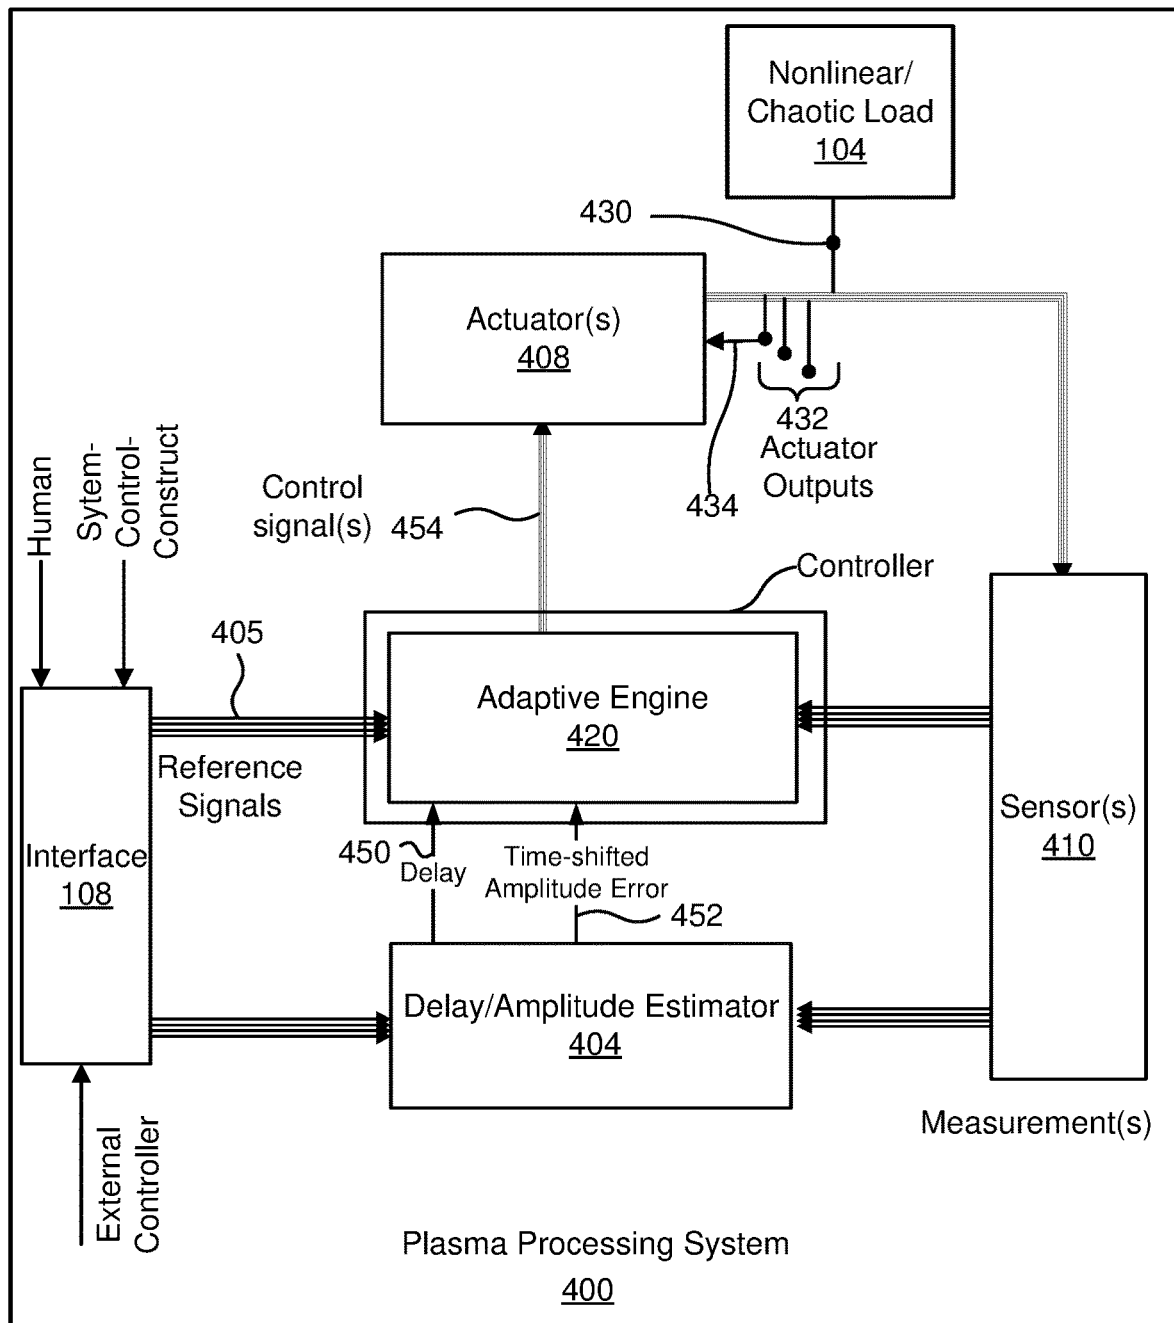 Nonlinear/
Chaotic Load
104
430
Actuator(s)
408
432
Actuator
Outputs
434
Control
signal(s)
454
Human
Sytem-
Control-
Construct
Controller
405
Adaptive Engine
420
Reference
Signals
Sensor(s)
410
Interface
108
450
Delay
Time-shifted
Amplitude Error
452
Delay/Amplitude Estimator
404
Measurement(s)
External
Controller
Plasma Processing System
400